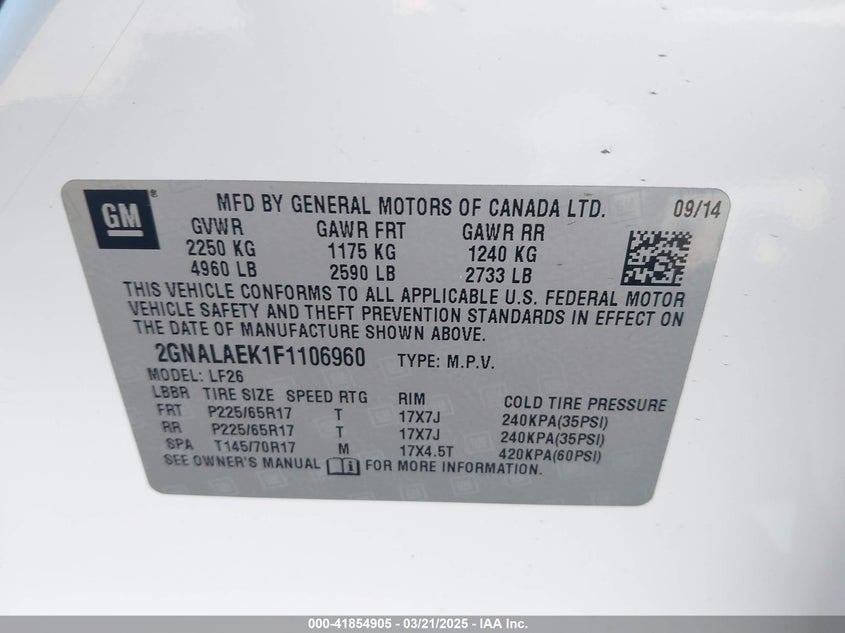 GM ® MFD BY GENERAL MOTORS OF CANADA LTD. 09/14
GVWR GAWR FRT GAWR RR
2250 KG 1175 KG 1240 KG
4960 LB 2590 LB 2733 LB
THIS VEHICLE CONFORMS TO ALL APPLICABLE U.S. FEDERAL MOTOR
VEHICLE SAFETY AND THEFT PREVENTION STANDARDS IN EFFECT ON
THE DATE OF MANUFACTURE SHOWN ABOVE.
2GNALAEK1F1106960 TYPE: M.P.V.
MODEL: LF26
LBBR TIRE SIZE SPEED RTG RIM COLD TIRE PRESSURE
FRT P225/65R17 T 17X7J 240KPA(35PSI)
RR P225/65R17 T 17X7J 240KPA(35PSI)
SPA T145/70R17 M 17X4.5T 420KPA(60PSI)
SEE OWNER'S MANUAL FOR MORE INFORMATION.
000-41854905 - 03/21/2025 - IAA Inc.